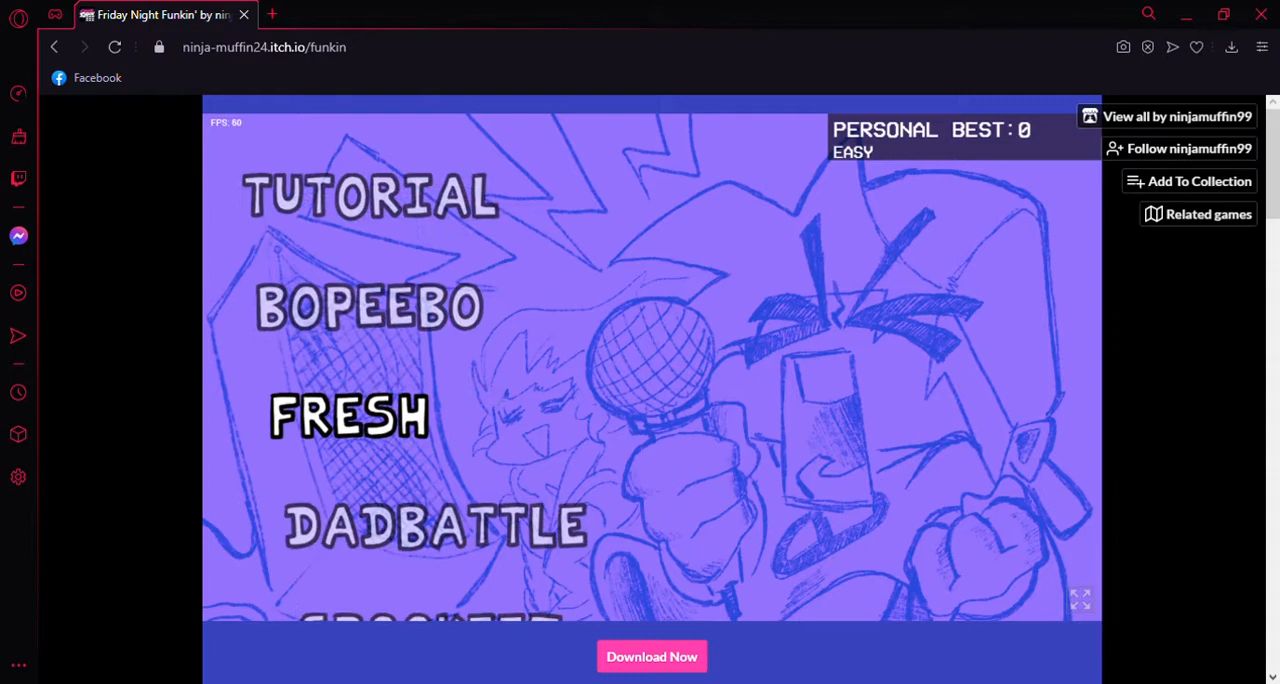 Friday Night Funkin' by nin
ninja-muffin24.itch.io/funkin
Facebook
FPS: 60
PERSONAL BEST:0
EASY
View all by ninjamuffin99
Follow ninjamuffin99
Add To Collection
Related games
TUTORIAL
BOPEEBO
FRESH
DADBATTLE
Download Now